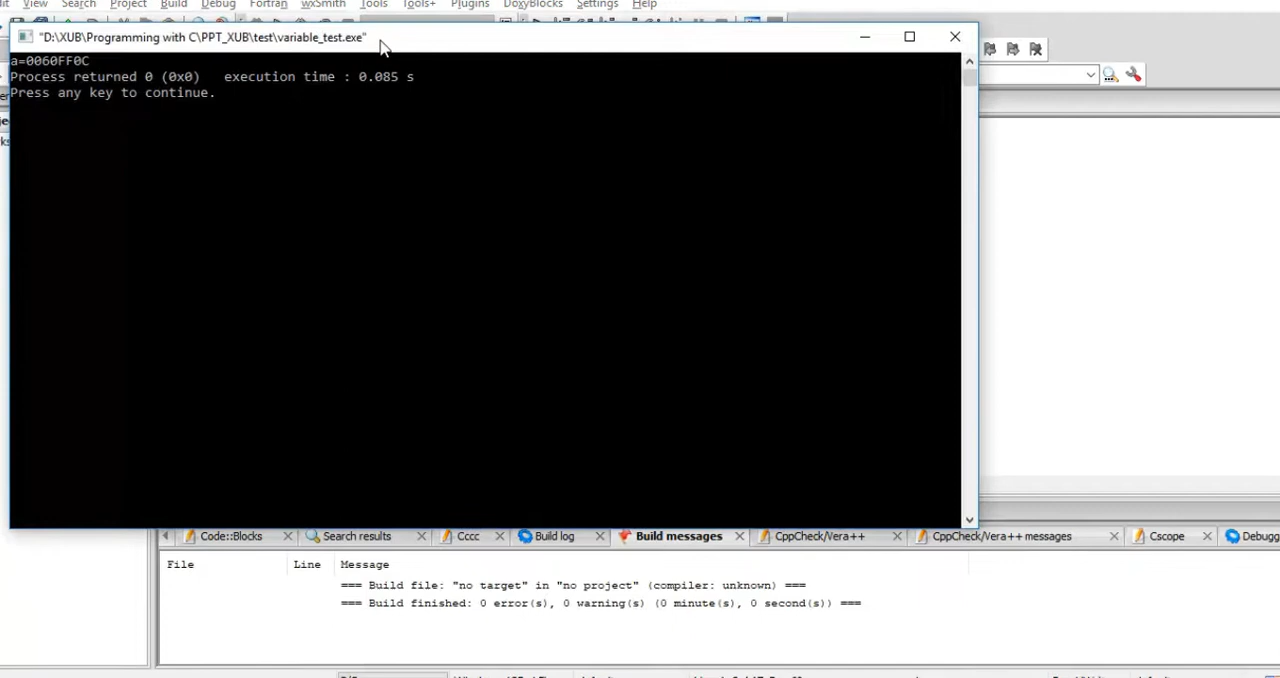 View Search Project Build Debug Fortran wxSmith Tools Tools+ Plugins DoxyBlocks Settings Help
"D:\XUB\Programming with C\PPT_XUB\test\variable_test.exe"
a=0060FF0C
Process returned 0 (0x0)   execution time : 0.085 s
Press any key to continue.
Code::Blocks Search results Cccc Build log Build messages CppCheck/Vera++ CppCheck/Vera++ messages Cscope Debugg
File Line Message
=== Build file: "no target" in "no project" (compiler: unknown) ===
=== Build finished: 0 error(s), 0 warning(s) (0 minute(s), 0 second(s)) ===